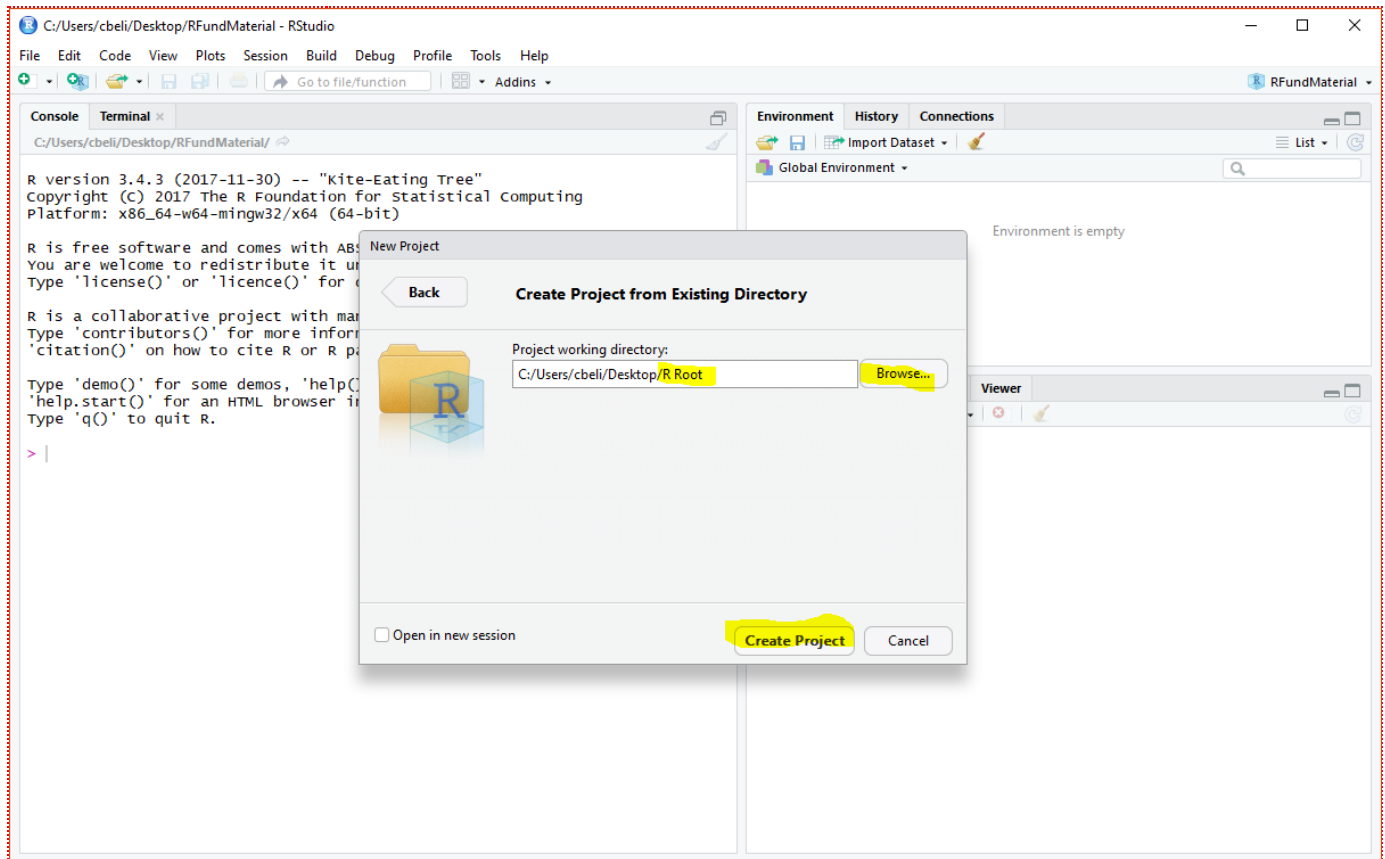 C:/Users/cbeli/Desktop/RFundMaterial - RStudio
File Edit Code View Plots Session Build Debug Profile Tools Help
Go to file/function Addins RFundMaterial
Console Terminal
C:/Users/cbeli/Desktop/RFundMaterial/
R version 3.4.3 (2017-11-30) -- "Kite-Eating Tree"
Copyright (C) 2017 The R Foundation for Statistical Computing
Platform: x86_64-w64-mingw32/x64 (64-bit)
R is free software and comes with ABS
You are welcome to redistribute it un
Type 'license()' or 'licence()' for d
R is a collaborative project with man
Type 'contributors()' for more inform
'citation()' on how to cite R or R pa
Type 'demo()' for some demos, 'help()
'help.start()' for an HTML browser in
Type 'q()' to quit R.
>
Environment History Connections
Import Dataset List
Global Environment
Environment is empty
Viewer
New Project
Back
Create Project from Existing Directory
R
Project working directory:
C:/Users/cbeli/Desktop/R Root
Browse...
Open in new session
Create Project Cancel